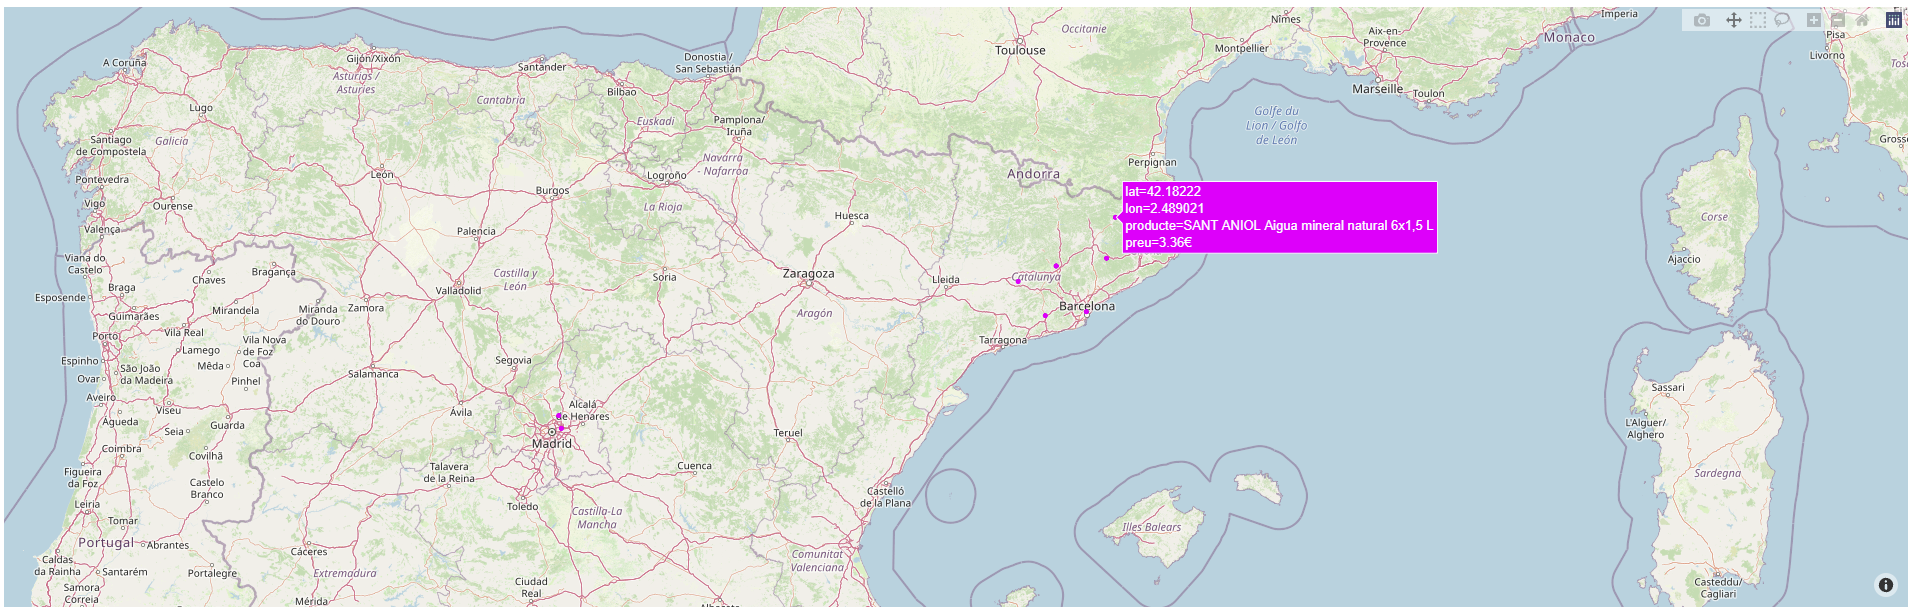 Occitanie
Nîmes
Imperia
Toulouse
Montpellier
Aix-en-
Provence
Monaco
Pisa
Livorno
Marseille
Toulon
A Coruña
Gijón/Xixón
Santander
Donostia /
San Sebastián
Asturias /
Asturies
Cantabria
Bilbao
Lugo
Euskadi
Pamplona/
Iruña
Golfe du
Lion / Golfo
de León
Santiago
de Compostela
Galicia
Navarra
- Nafarroa
Perpignan
León
Logroño
Andorra
Pontevedra
Burgos
Vigo
Ourense
La Rioja
Huesca
Corse
Valença
Palencia
lat=42.18222
lon=2.489021
producte=SANT ANIOL Aigua mineral natural 6x1,5 L
preu=3.36€
Viana do
Castelo
Bragança
Chaves
Castilla y
León
Soria
Zaragoza
Lleida
Catalunya
Ajaccio
Braga
Valladolid
Esposende
Guimarães
Mirandela
Miranda
do Douro
Zamora
Aragón
Barcelona
Porto
Vila Real
Vila Nova
de Foz
Coa
Tarragona
Lamego
Espinho
Mêda
Segovia
São João
da Madeira
Salamanca
Ovar
Pinhel
Sassari
Aveiro
Viseu
Ávila
Alcalá
de Henares
Águeda
Seia
Guarda
Madrid
Teruel
L'Alguer/
Alghero
Coimbra
Covilhã
Figueira
da Foz
Talavera
de la Reina
Cuenca
Sardegna
Castelo
Branco
Castelló
de la Plana
Leiria
Toledo
Tomar
Castilla-La
Mancha
Illes Balears
Portugal
Abrantes
Cáceres
Comunitat
Valenciana
Caldas
da Rainha
Santarém
Portalegre
Extremadura
Ciudad
Real
Casteddu/
Cagliari
Samora
Correia
Mérida